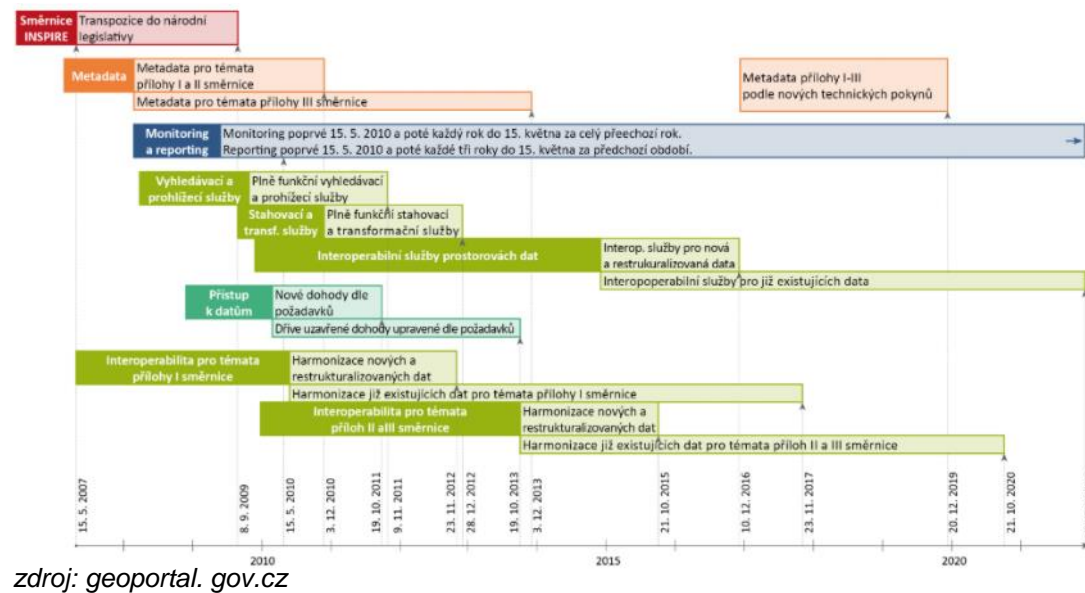 Směrnice
INSPIRE
Transpozice do národní
legislativy
Metadata
Metadata pro témata
přílohy I a II směrnice
Metadata pro témata přílohy III směrnice
Metadata přílohy I-III
podle nových technických pokynů
Monitoring
a reporting
Monitoring poprvé 15. 5. 2010 a poté každý rok do 15. května za celý přeechozí rok.
Reporting poprvé 15. 5. 2010 a poté každé tři roky do 15. května za předchozí období.
Vyhledávací a
prohlížecí služby
Plně funkční vyhledávací
a prohížecí služby
Stahovací a
transf. služby
Plně funkční stahovací
a transformační služby
Interoperabilní služby prostorovách dat
Interop. služby pro nová
a restrukuralizovaná data
Interopoperabilní služby pro již existujících data
Přístup
k datům
Nové dohody dle
požadavků
Dříve uzavřené dohody upravené dle požadavků
Interoperabilita pro témata
přílohy I směrnice
Harmonizace nových a
restrukturalizovaných dat
Harmonizace již existujících dat pro témata přílohy I směrnice
Interoperabilita pro témata
příloh II aIII směrnice
Harmonizace nových a
restrukturalizovaných dat
Harmonizace již existujících dat pro témata příloh II a III směrnice
15. 5. 2007
8. 9. 2009
15. 5. 2010
3. 12. 2010
19. 10. 2011
9. 11. 2011
23. 11. 2012
28. 12. 2012
19. 10. 2013
3. 12. 2013
21. 10. 2015
10. 12. 2016
23. 11. 2017
20. 12. 2019
21. 10. 2020
2010
2015
2020
zdroj: geoportal. gov.cz